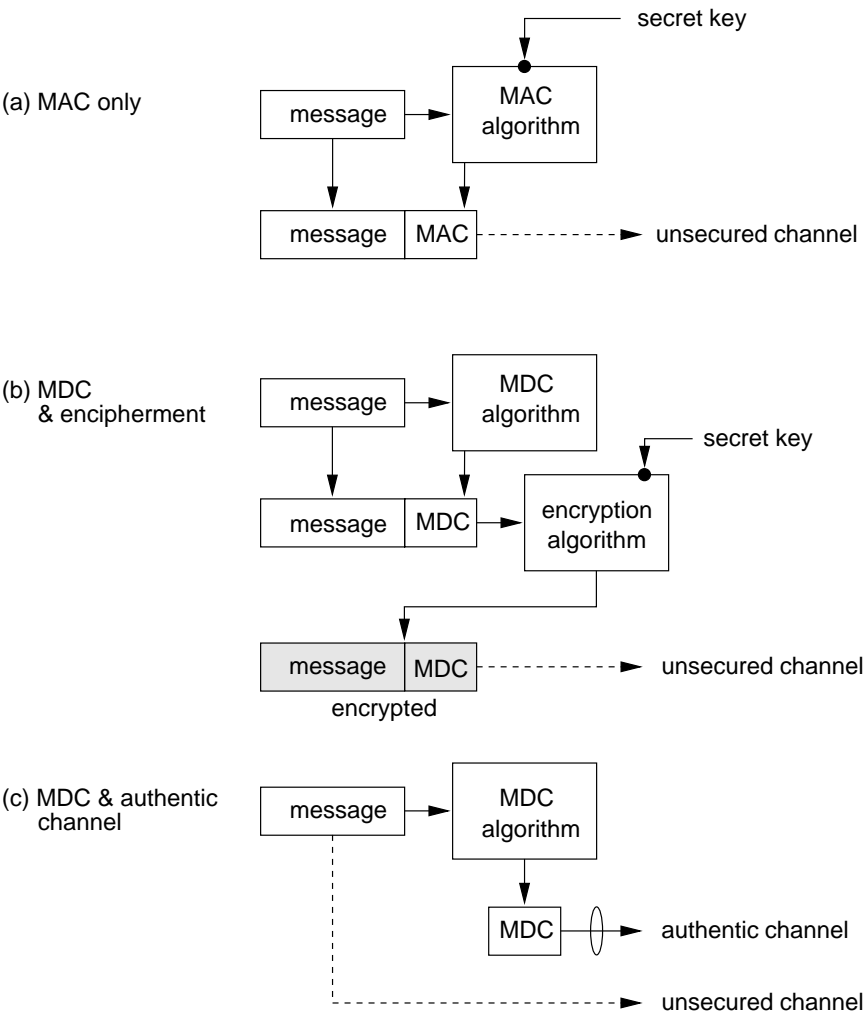 secret key
(a) MAC only
message
MAC
algorithm
message
MAC
unsecured channel
(b) MDC
& encipherment
message
MDC
algorithm
secret key
message
MDC
encryption
algorithm
message
MDC
unsecured channel
encrypted
(c) MDC & authentic
channel
message
MDC
algorithm
MDC
authentic channel
unsecured channel